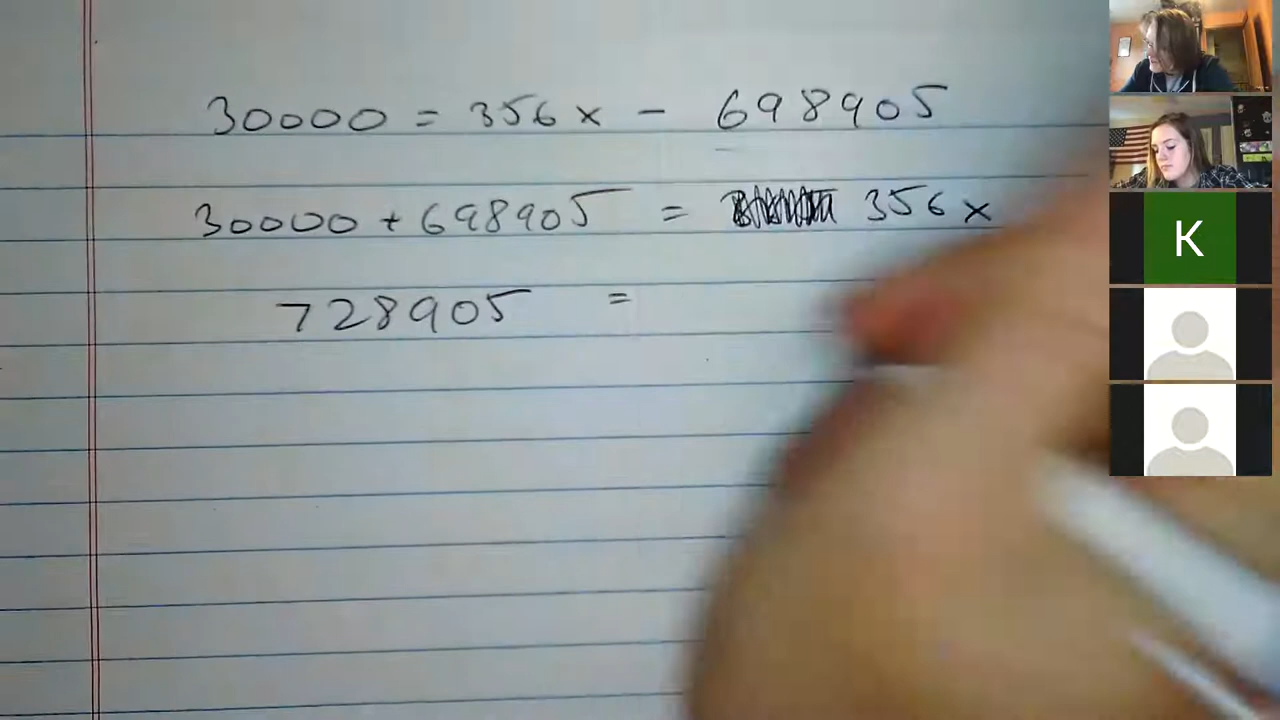 30000 = 356x - 698905
30000 + 698905 = 356x
728905 =
K